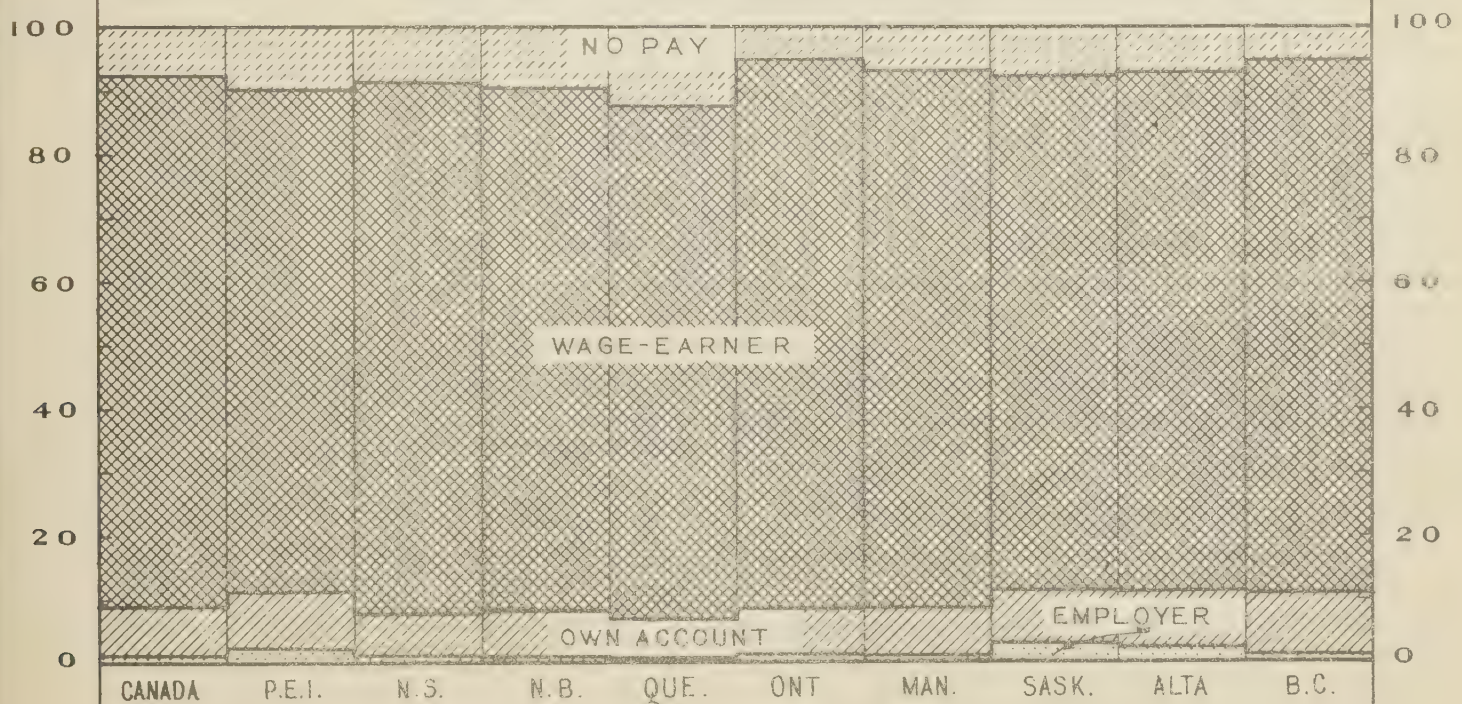 100 100
NO PAY
80 80
60 60
WAGE-EARNER
40 40
20 20
EMPLOYER
OWN ACCOUNT
0 0
CANADA P.E.I. N.S. N.B. QUE. ONT MAN. SASK. ALTA B.C.